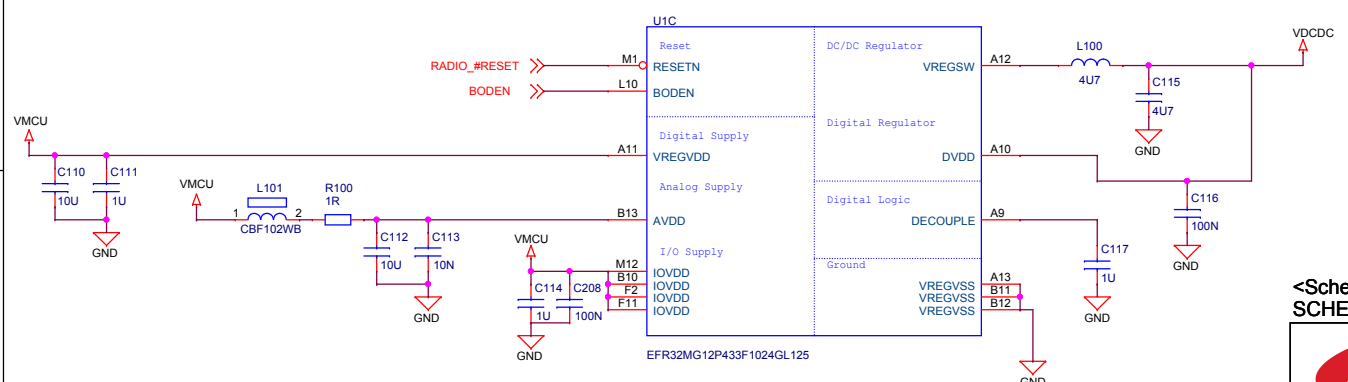 U1C
Reset
DC/DC Regulator
RADIO_#RESET
M1
RESETN
VREGSW
A12
L100
4U7
VDCDC
C115
4U7
GND
BODEN
L10
BODEN
VMCU
Digital Supply
Digital Regulator
A11
VREGVDD
DVDD
A10
C110
10U
C111
1U
GND
VMCU
L101
1
2
CBF102WB
R100
1R
Analog Supply
Digital Logic
B13
AVDD
DECOUPLE
A9
C116
100N
GND
C112
10U
C113
10N
GND
VMCU
I/O Supply
Ground
C117
1U
GND
M12
IOVDD
B10
IOVDD
F2
IOVDD
F11
IOVDD
C114
1U
C208
100N
GND
A13
VREGVSS
B11
VREGVSS
B12
VREGVSS
GND
EFR32MG12P433F1024GL125
<Sche
SCHE